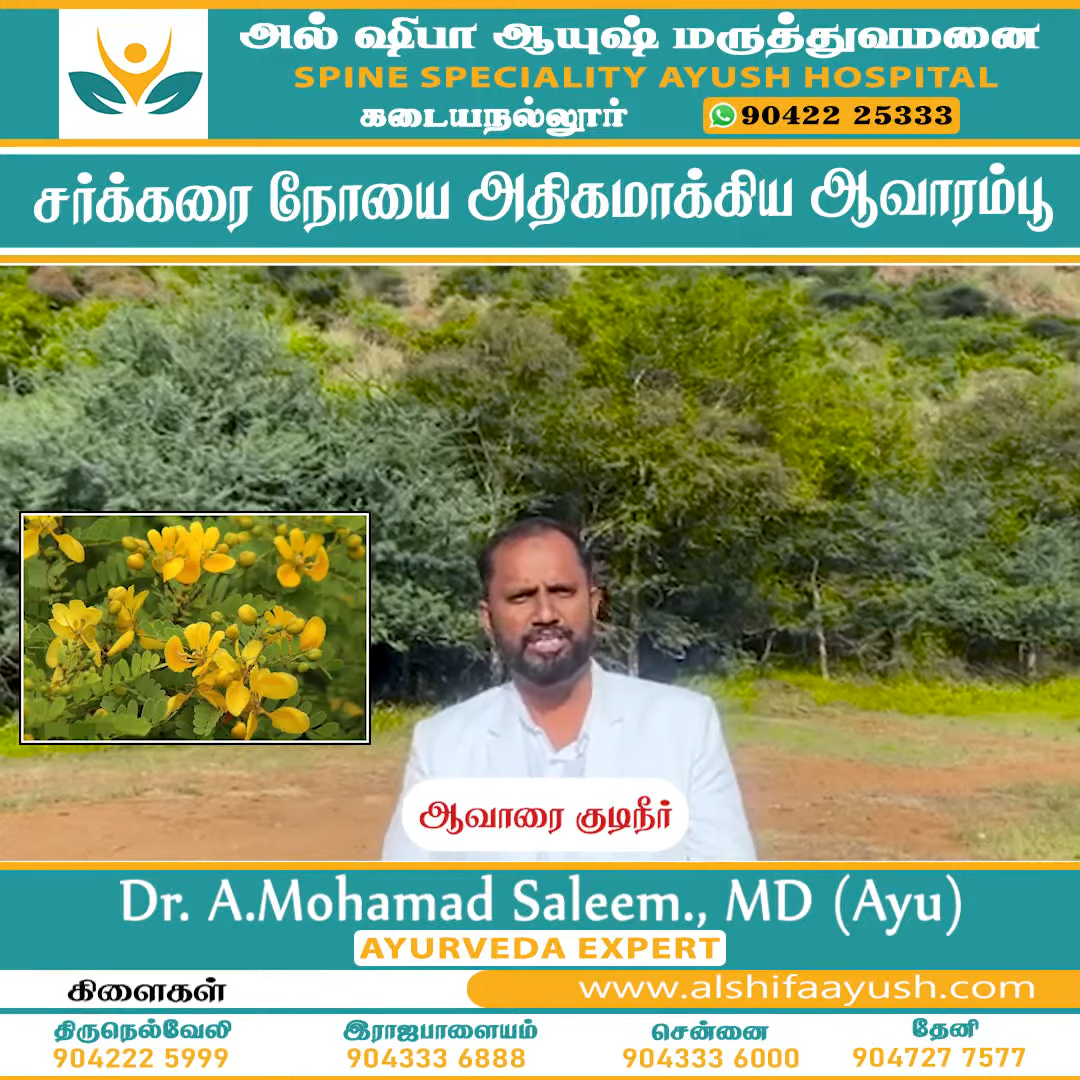 அல் ஷிபா ஆயுஷ் மருத்துவமனை
SPINE SPECIALITY AYUSH HOSPITAL
கடையநல்லூர் 90422 25333
சர்க்கரை நோயை அதிகமாக்கிய ஆவாரம்பூ
ஆவாரை குடிநீர்
Dr. A.Mohamad Saleem., MD (Ayu)
AYURVEDA EXPERT
கிளைகள் www.alshifaayush.com
திருநெல்வேலி இராஜபாளையம் சென்னை தேனி
904222 5999 904333 6888 904333 6000 904727 7577